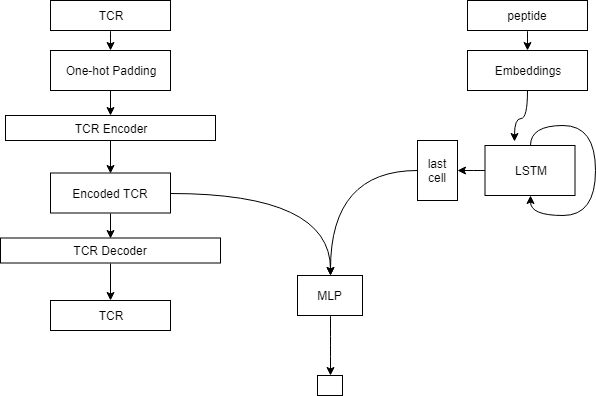 TCR
One-hot Padding
TCR Encoder
Encoded TCR
TCR Decoder
TCR
peptide
Embeddings
LSTM
last
cell
MLP